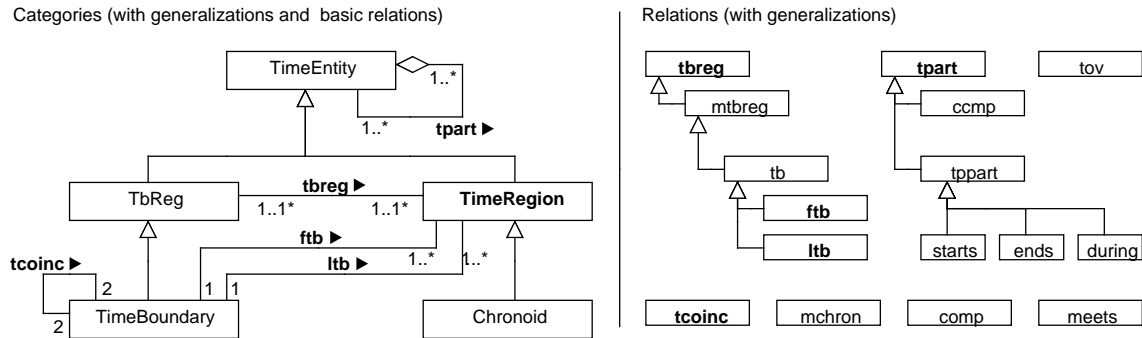 Categories (with generalizations and basic relations)
TimeEntity
1..*
1..*
tpart ▶
TbReg
tbreg ▶
1..1*
1..1*
TimeRegion
ftb ▶
1..*
1..*
ltb ▶
tcoinc ▶
2
2
1
1
TimeBoundary
Chronoid
Relations (with generalizations)
tbreg
tpart
tov
mtbreg
ccmp
tb
tppart
ftb
ltb
starts
ends
during
tcoinc
mchron
comp
meets